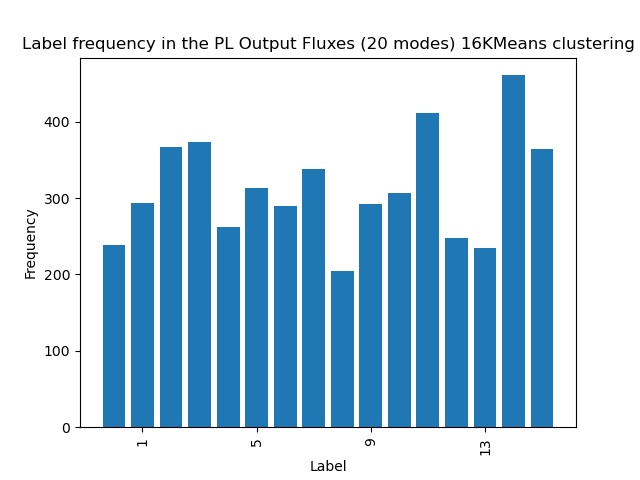 Label frequency in the PL Output Fluxes (20 modes) 16KMeans clustering
400
300
200
100
0
Frequency
1 5 9 13
Label